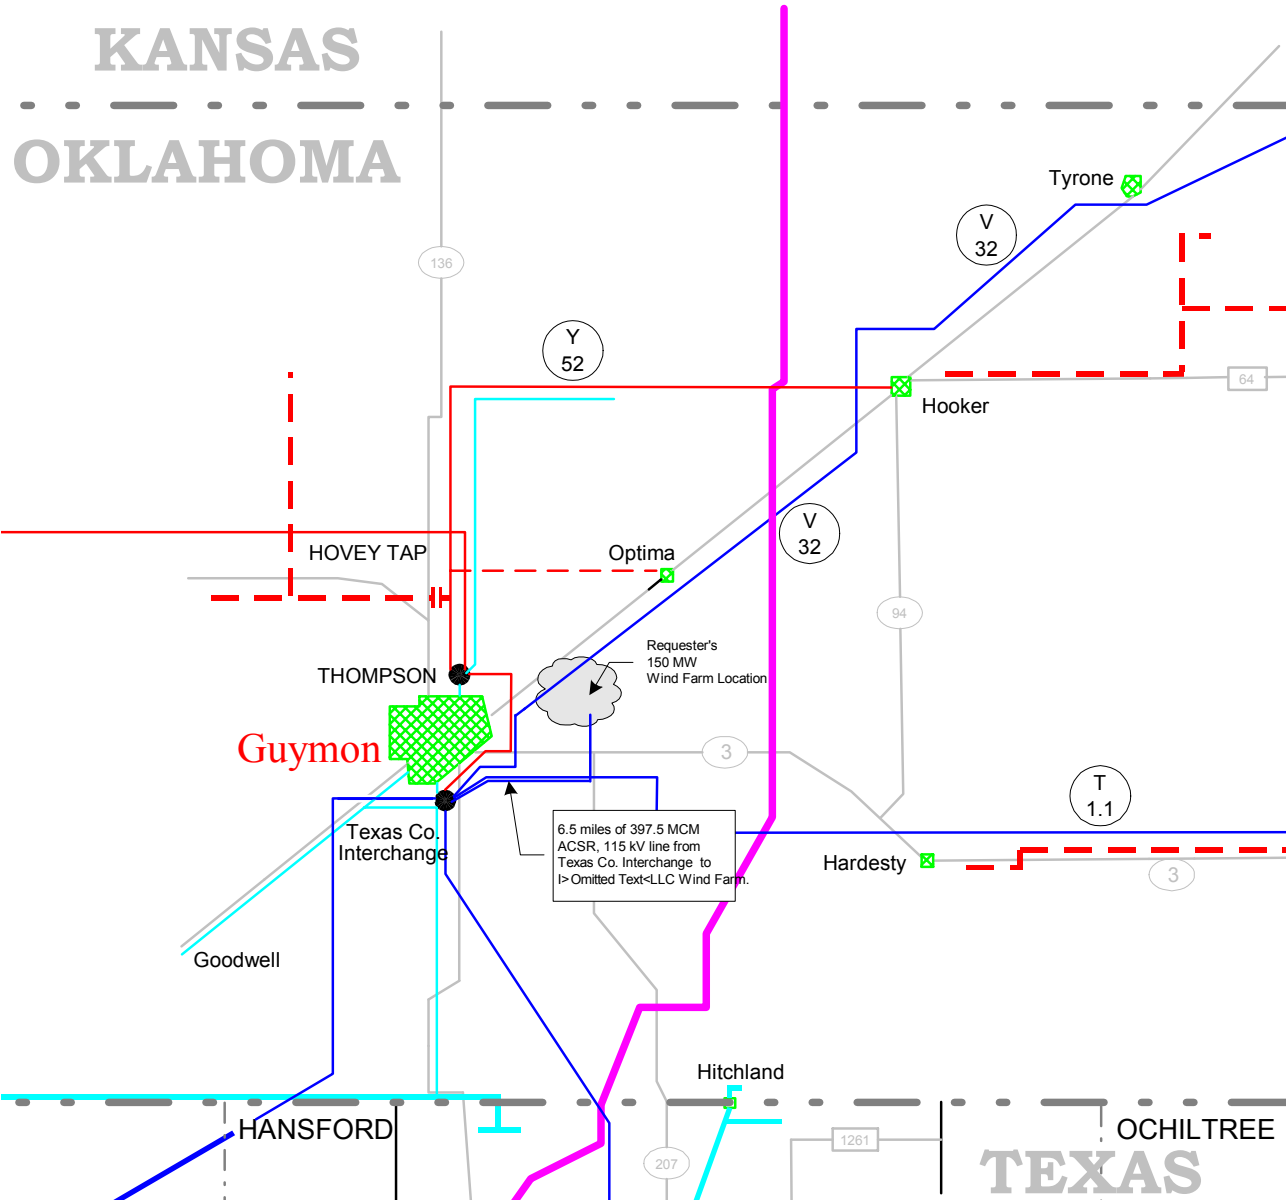 KANSAS
OKLAHOMA
Tyrone
V
32
136
Y
52
64
Hooker
V
32
HOVEY TAP
Optima
94
Requester's
150 MW
Wind Farm Location
THOMPSON
Guymon
3
T
1.1
Texas Co.
Interchange
6.5 miles of 397.5 MCM
ACSR, 115 kV line from
Texas Co. Interchange to
l>Omitted Text<LLC Wind Farm.
Hardesty
3
Goodwell
Hitchland
HANSFORD
OCHILTREE
1261
207
TEXAS